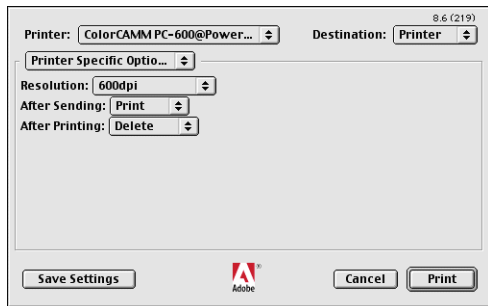 8.6 (219)
Printer: ColorCAMM PC-600@Power... Destination: Printer
Printer Specific Optio...
Resolution: 600dpi
After Sending: Print
After Printing: Delete
Save Settings
Adobe
Cancel Print